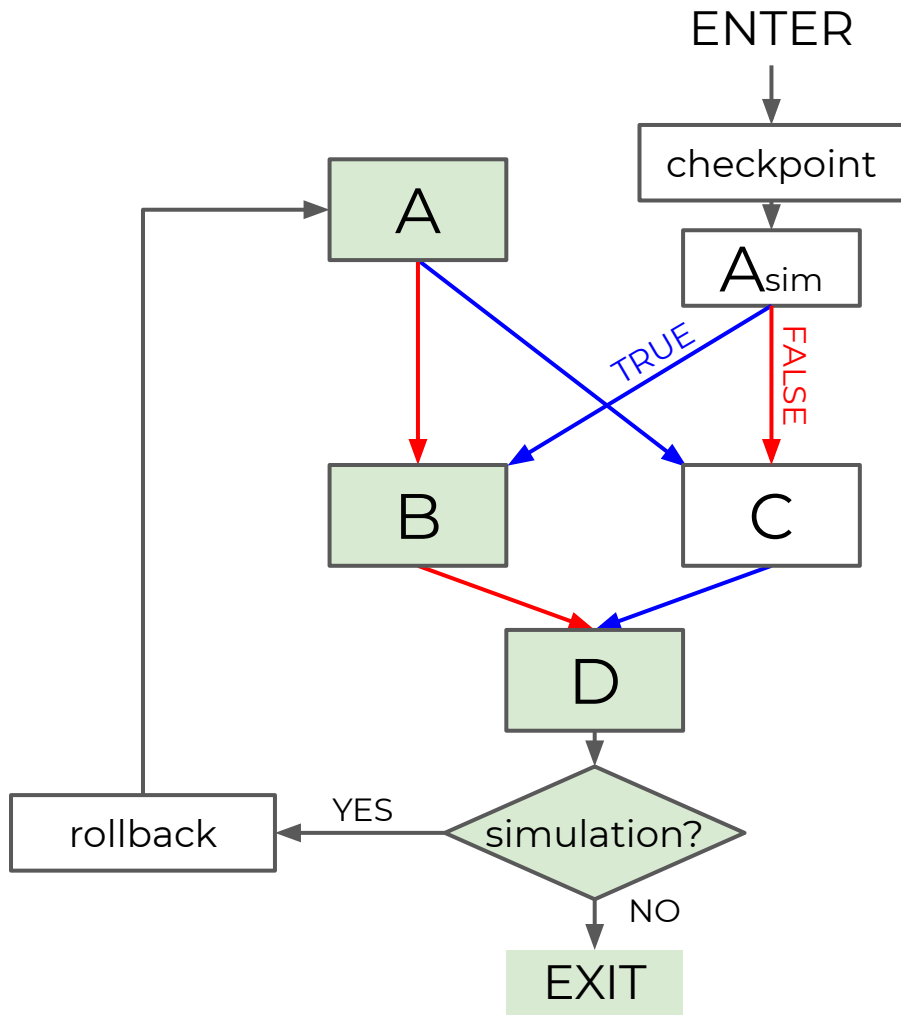 ENTER
checkpoint
A
Asim
TRUE
FALSE
B
C
D
simulation?
YES
rollback
NO
EXIT